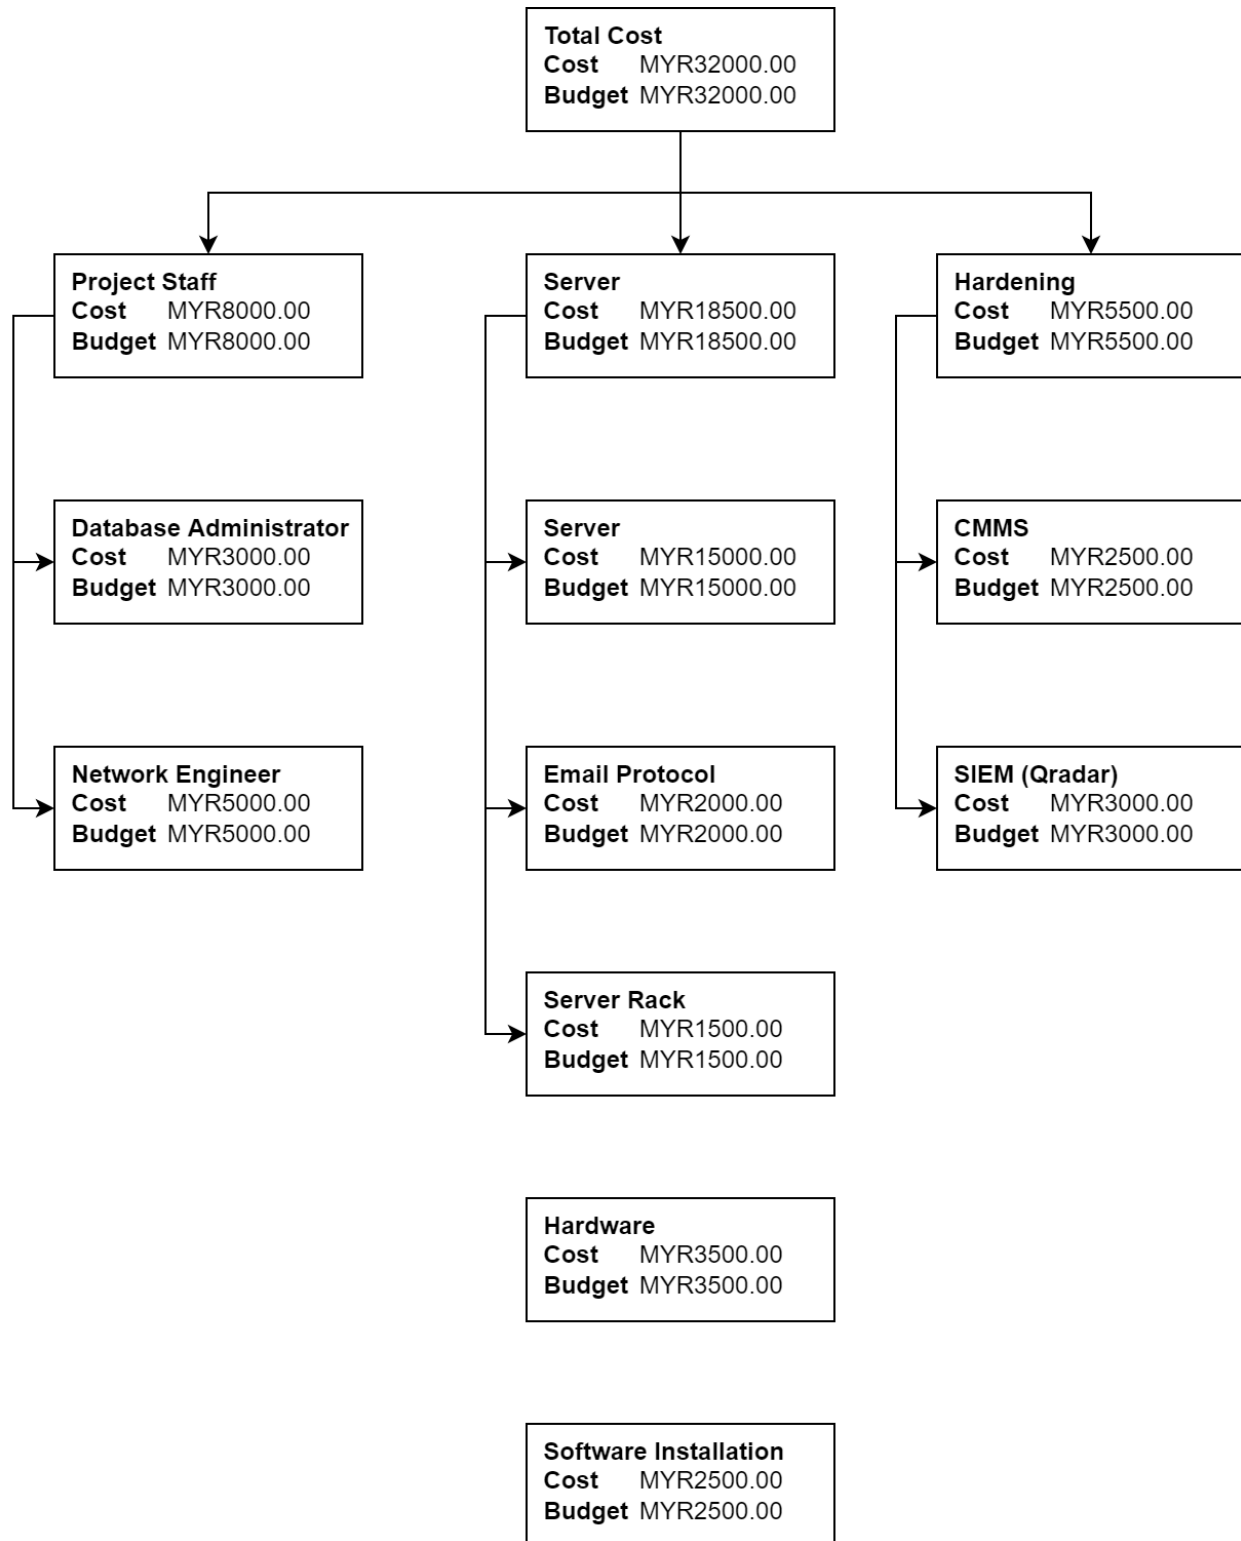 Total Cost
Cost MYR32000.00
Budget MYR32000.00
Project Staff
Cost MYR8000.00
Budget MYR8000.00
Server
Cost MYR18500.00
Budget MYR18500.00
Hardening
Cost MYR5500.00
Budget MYR5500.00
Database Administrator
Cost MYR3000.00
Budget MYR3000.00
Server
Cost MYR15000.00
Budget MYR15000.00
CMMS
Cost MYR2500.00
Budget MYR2500.00
Network Engineer
Cost MYR5000.00
Budget MYR5000.00
Email Protocol
Cost MYR2000.00
Budget MYR2000.00
SIEM (Qradar)
Cost MYR3000.00
Budget MYR3000.00
Server Rack
Cost MYR1500.00
Budget MYR1500.00
Hardware
Cost MYR3500.00
Budget MYR3500.00
Software Installation
Cost MYR2500.00
Budget MYR2500.00